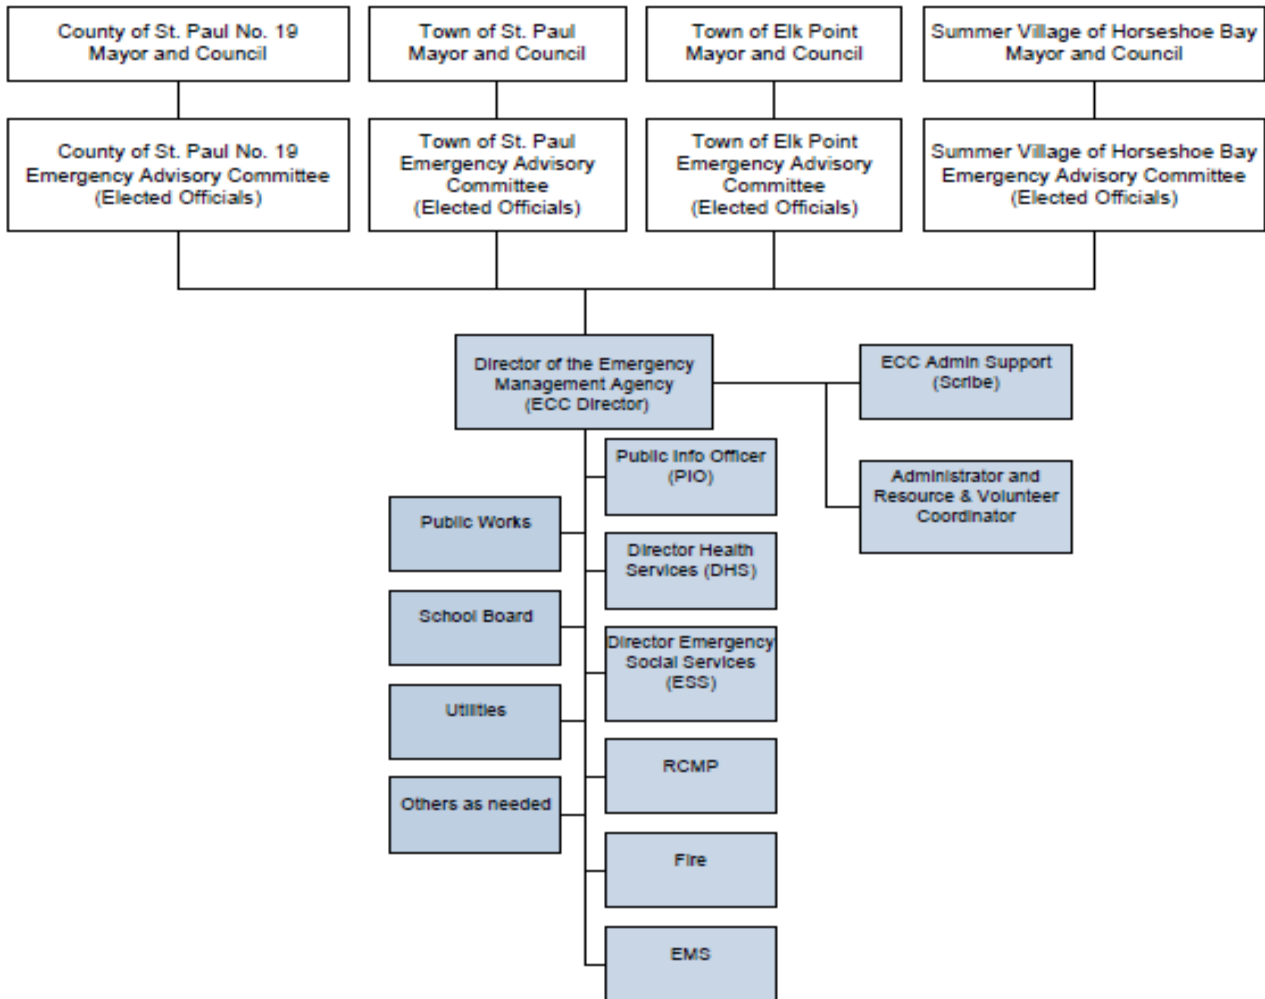 County of St. Paul No. 19
Mayor and Council
Town of St. Paul
Mayor and Council
Town of Elk Point
Mayor and Council
Summer Village of Horseshoe Bay
Mayor and Council
County of St. Paul No. 19
Emergency Advisory Committee
(Elected Officials)
Town of St. Paul
Emergency Advisory
Committee
(Elected Officials)
Town of Elk Point
Emergency Advisory
Committee
(Elected Officials)
Summer Village of Horseshoe Bay
Emergency Advisory Committee
(Elected Officials)
Director of the Emergency
Management Agency
(ECC Director)
ECC Admin Support
(Scribe)
Administrator and
Resource & Volunteer
Coordinator
Public Info Officer
(PIO)
Public Works
Director Health
Services (DHS)
School Board
Director Emergency
Social Services
(ESS)
Utilities
RCMP
Others as needed
Fire
EMS